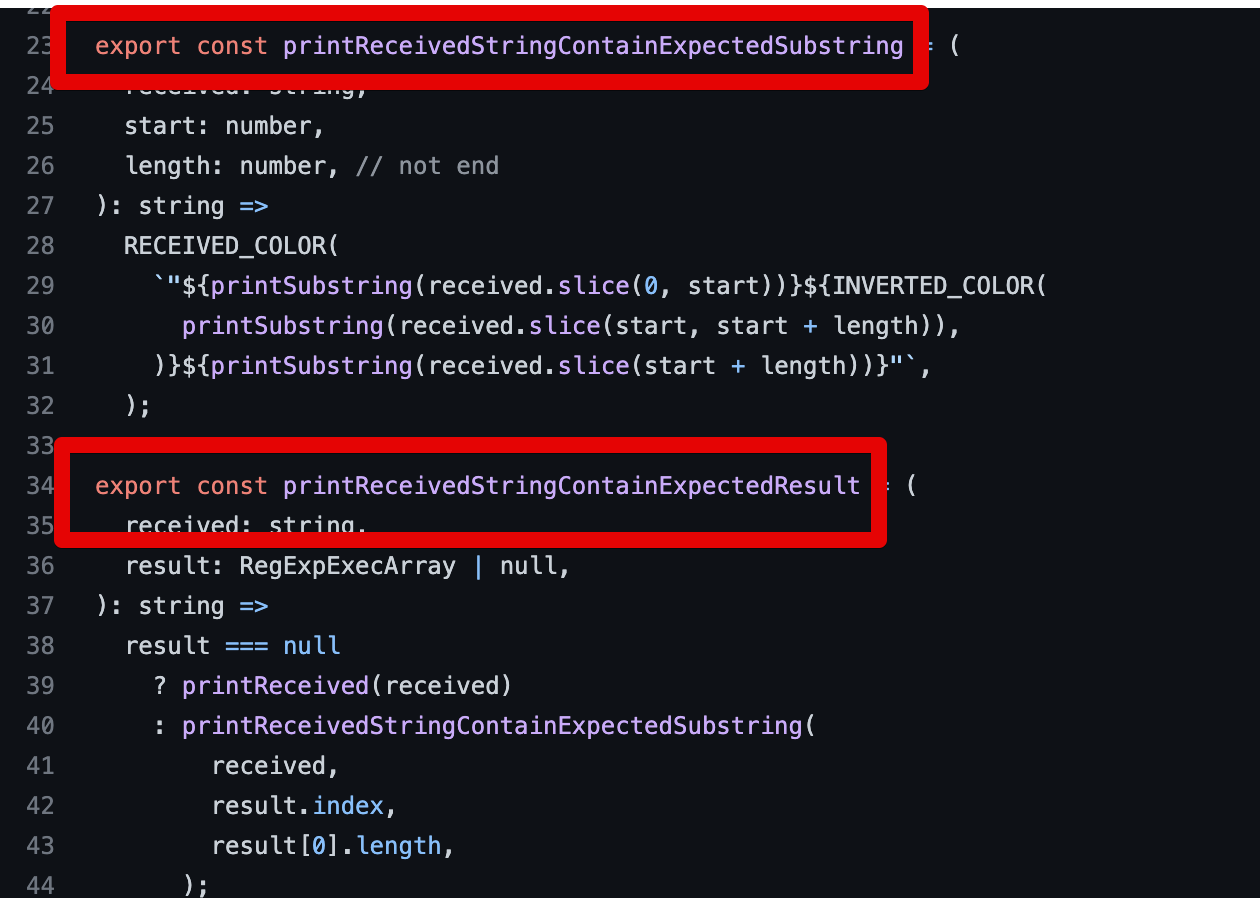 22
23 export const printReceivedStringContainExpectedSubstring = (
24 received: string,
25 start: number,
26 length: number, // not end
27 ): string =>
28 RECEIVED_COLOR(
29 `"${printSubstring(received.slice(0, start))}${INVERTED_COLOR(
30 printSubstring(received.slice(start, start + length)),
31 )}${printSubstring(received.slice(start + length))}"`,
32 );
33
34 export const printReceivedStringContainExpectedResult = (
35 received: string,
36 result: RegExpExecArray | null,
37 ): string =>
38 result === null
39 ? printReceived(received)
40 : printReceivedStringContainExpectedSubstring(
41 received,
42 result.index,
43 result[0].length,
44 );